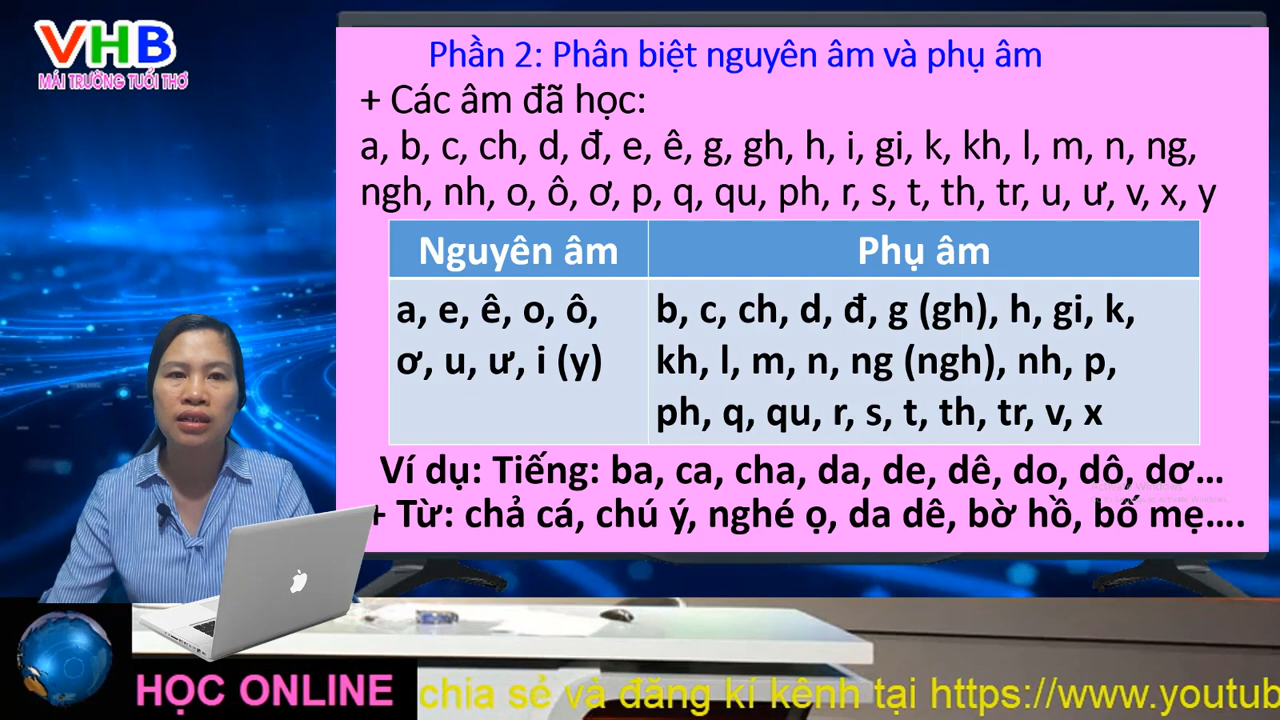 VHB
MÁI TRƯỜNG TUỔI THƠ
Phần 2: Phân biệt nguyên âm và phụ âm
+ Các âm đã học:
a, b, c, ch, d, đ, e, ê, g, gh, h, i, gi, k, kh, l, m, n, ng,
ngh, nh, o, ô, ơ, p, q, qu, ph, r, s, t, th, tr, u, ư, v, x, y
Nguyên âm
a, e, ê, o, ô,
ơ, u, ư, i (y)
Phụ âm
b, c, ch, d, đ, g (gh), h, gi, k,
kh, l, m, n, ng (ngh), nh, p,
ph, q, qu, r, s, t, th, tr, v, x
Ví dụ: Tiếng: ba, ca, cha, da, de, dê, do, dô, dơ...
+ Từ: chả cá, chú ý, nghé ọ, da dê, bờ hồ, bố mẹ....
HỌC ONLINE
chia sẻ và đăng kí kênh tại https://www.youtub